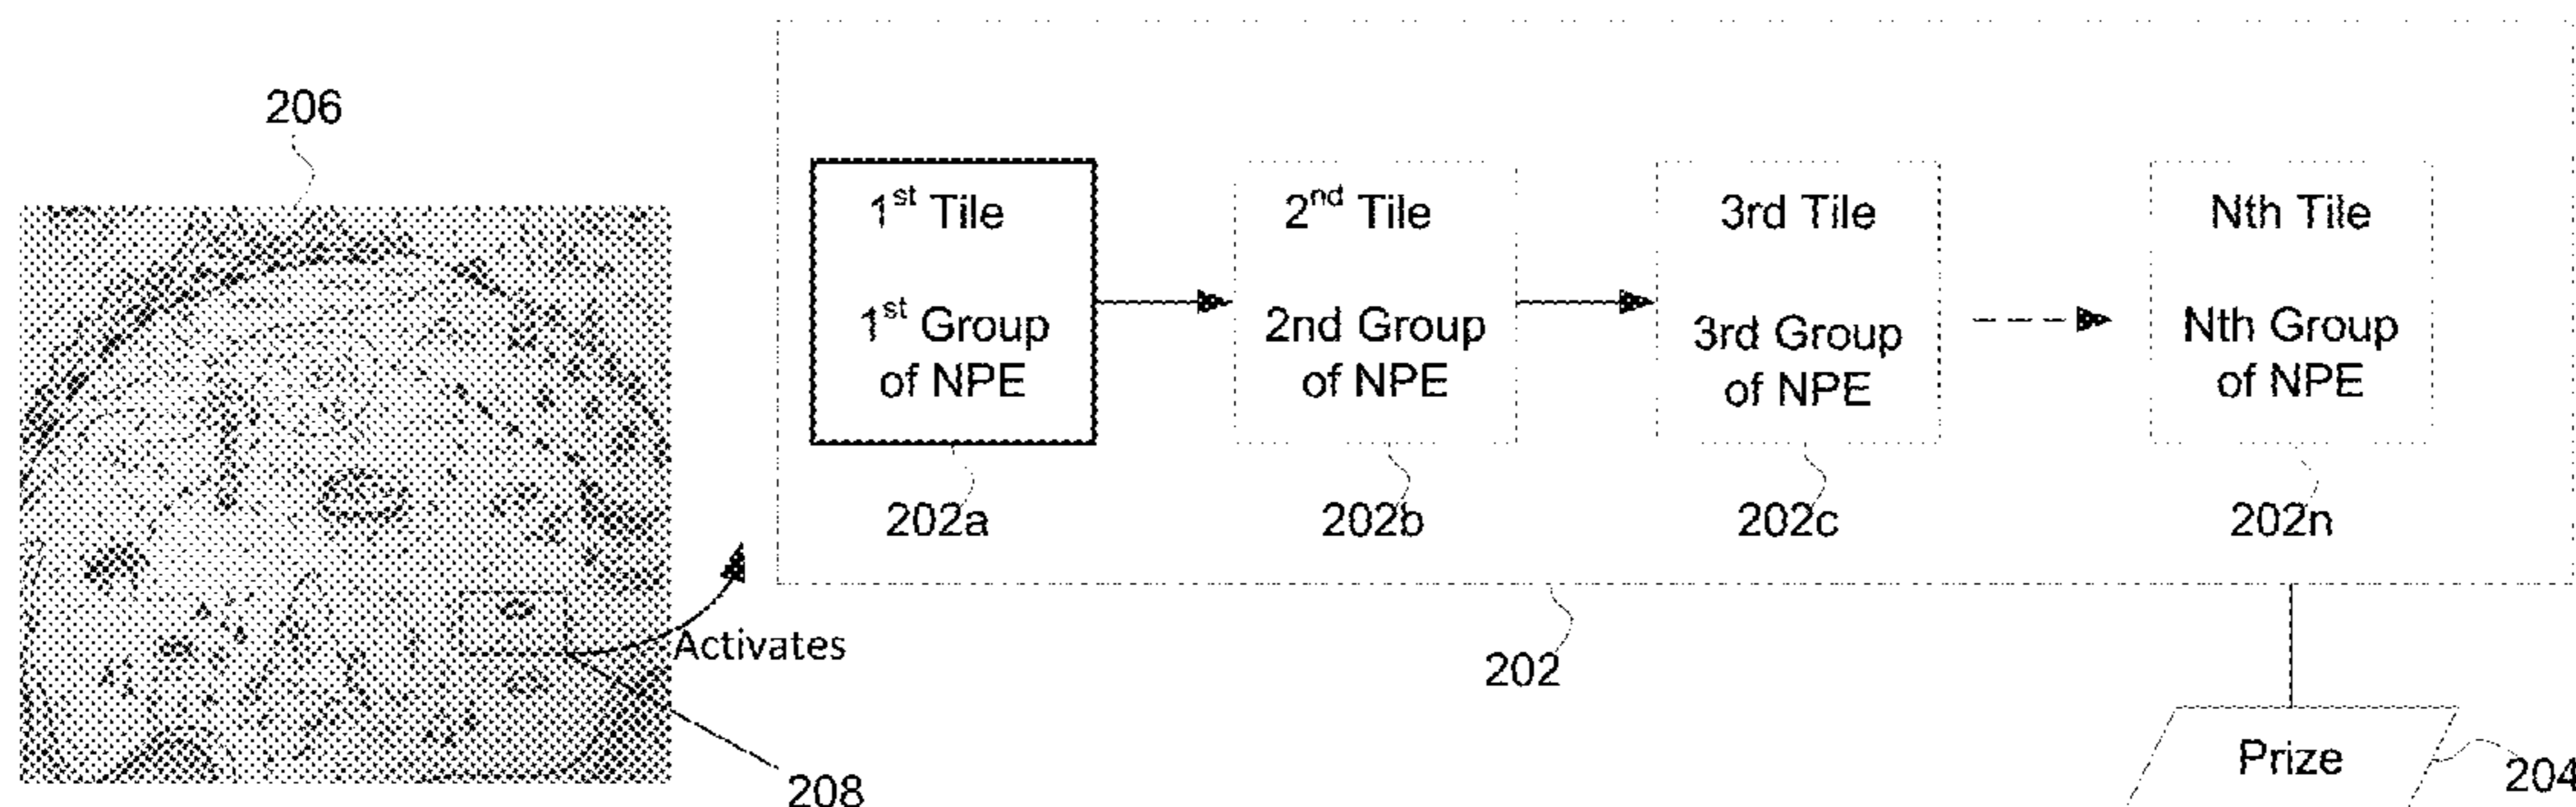 206
1st Tile
1st Group
of NPE
2nd Tile
2nd Group
of NPE
3rd Tile
3rd Group
of NPE
Nth Tile
Nth Group
of NPE
202a
202b
202c
202n
Activates
202
208
Prize
204